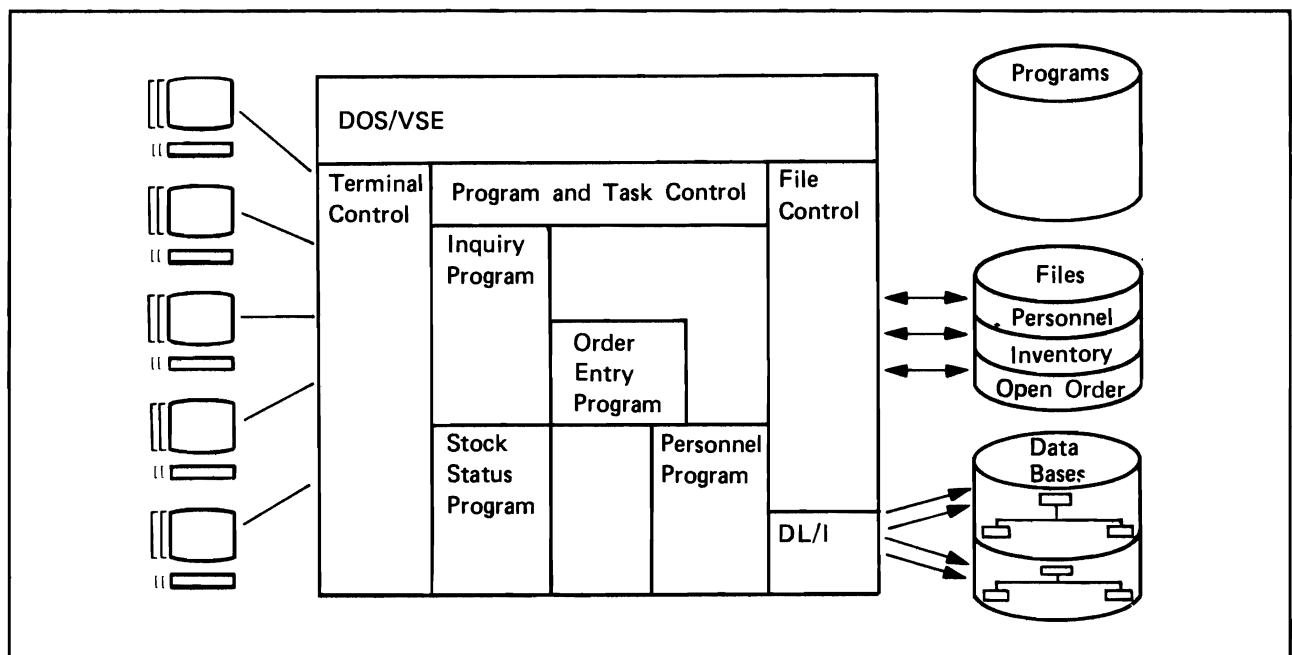 DOS/VSE
Terminal
Control
Program and Task Control
File
Control
Inquiry
Program
Order
Entry
Program
Stock
Status
Program
Personnel
Program
DL/I
Programs
Files
Personnel
Inventory
Open Order
Data
Bases